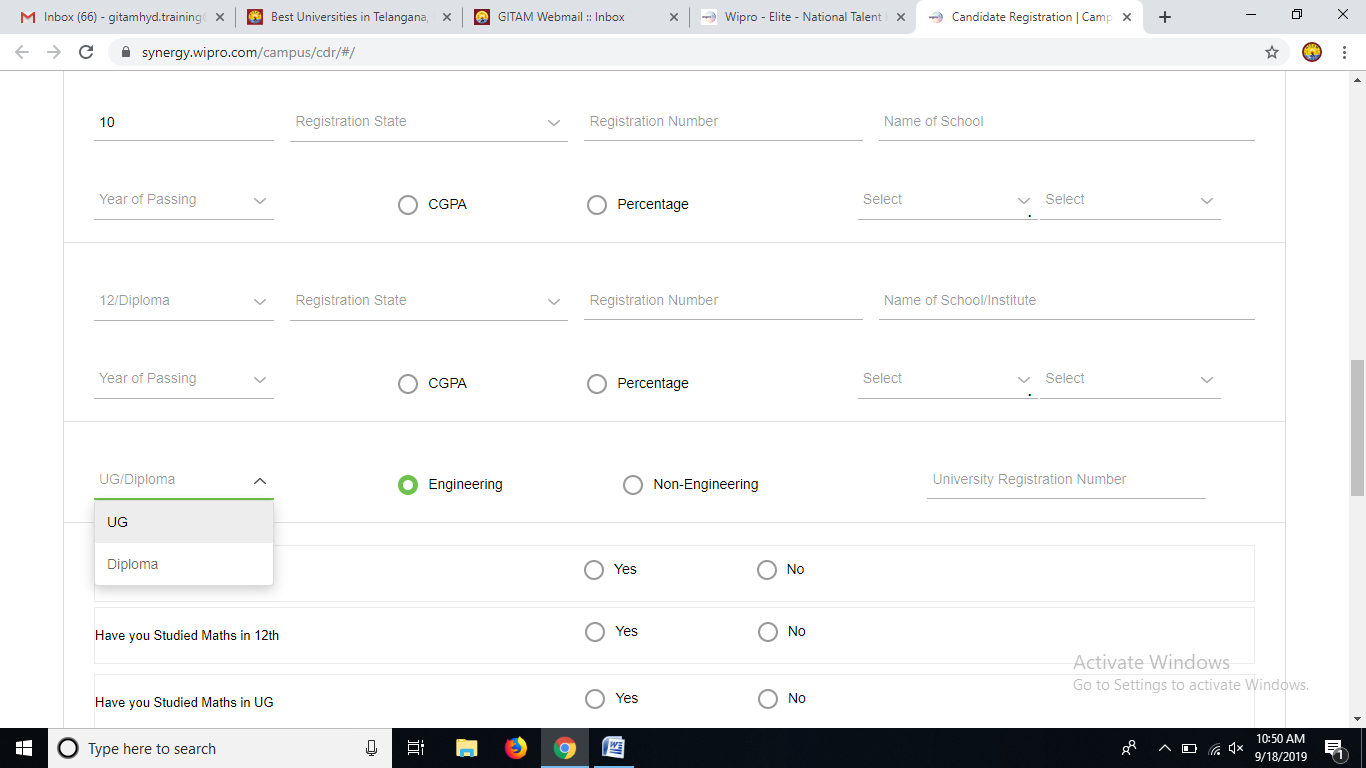 Inbox (66) - gitamhyd.training
Best Universities in Telangana,
GITAM Webmail :: Inbox
Wipro - Elite - National Talent
Candidate Registration | Camp
synergy.wipro.com/campus/cdr/#/
10 Registration State Registration Number Name of School
Year of Passing CGPA Percentage Select Select
12/Diploma Registration State Registration Number Name of School/Institute
Year of Passing CGPA Percentage Select Select
UG/Diploma Engineering Non-Engineering University Registration Number
UG
Diploma
Yes No
Have you Studied Maths in 12th Yes No
Have you Studied Maths in UG Yes No
Activate Windows
Go to Settings to activate Windows.
Type here to search
10:50 AM
9/18/2019
1